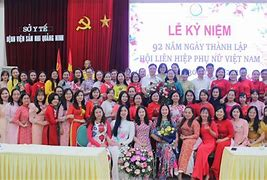 SỞ Y TẾ
BỆNH VIỆN SẢN NHI QUẢNG NINH
LỄ KỶ NIỆM
92 NĂM NGÀY THÀNH LẬP
HỘI LIÊN HIỆP PHỤ NỮ VIỆT NAM